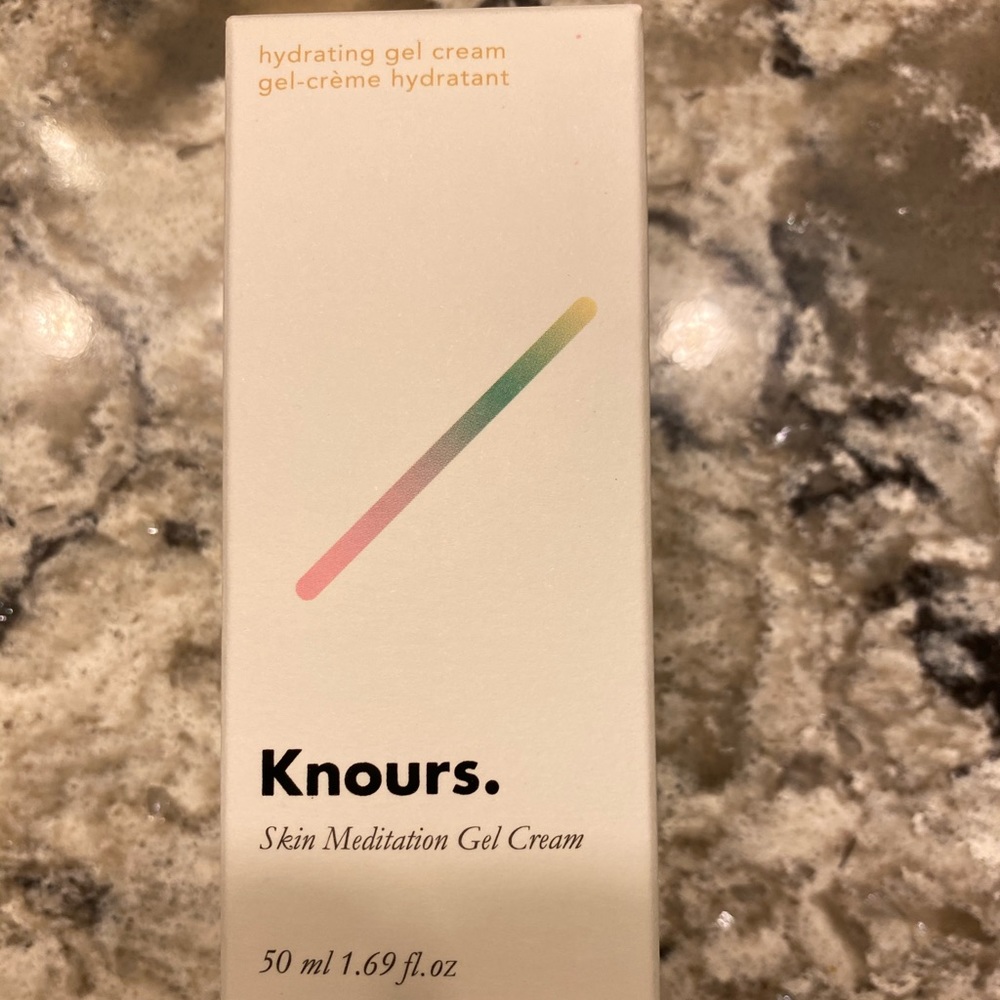 hydrating gel cream
gel-crème hydratant
Knours.
Skin Meditation Gel Cream
50 ml 1.69 fl.oz